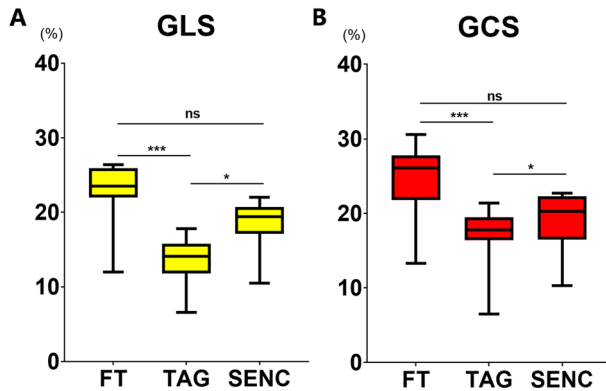 A
GLS
(%)
40
30
20
10
0
ns
***
*
FT TAG SENC
B
GCS
(%)
40
30
20
10
0
ns
***
*
FT TAG SENC